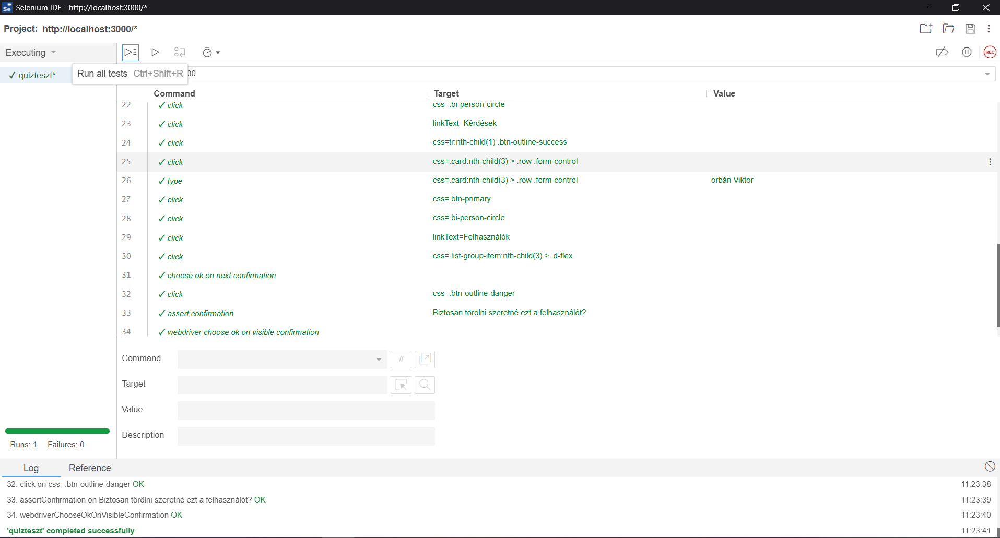 Selenium IDE - http://localhost:3000/*
Project: http://localhost:3000/*
Executing
REC
✓ quizteszt*
Run all tests Ctrl+Shift+R
00
Command Target Value
22 ✓ click css=.bi-person-circle
23 ✓ click linkText=Kérdések
24 ✓ click css=tr:nth-child(1) .btn-outline-success
25 ✓ click css=.card:nth-child(3) > .row .form-control
26 ✓ type css=.card:nth-child(3) > .row .form-control orbán Viktor
27 ✓ click css=.btn-primary
28 ✓ click css=.bi-person-circle
29 ✓ click linkText=Felhasználók
30 ✓ click css=.list-group-item:nth-child(3) > .d-flex
31 ✓ choose ok on next confirmation
32 ✓ click css=.btn-outline-danger
33 ✓ assert confirmation Biztosan törölni szeretné ezt a felhasználót?
34 ✓ webdriver choose ok on visible confirmation
Command //
Target
Value
Description
Runs: 1 Failures: 0
Log Reference
32. click on css=.btn-outline-danger OK 11:23:38
33. assertConfirmation on Biztosan törölni szeretné ezt a felhasználót? OK 11:23:39
34. webdriverChooseOkOnVisibleConfirmation OK 11:23:40
'quizteszt' completed successfully 11:23:41